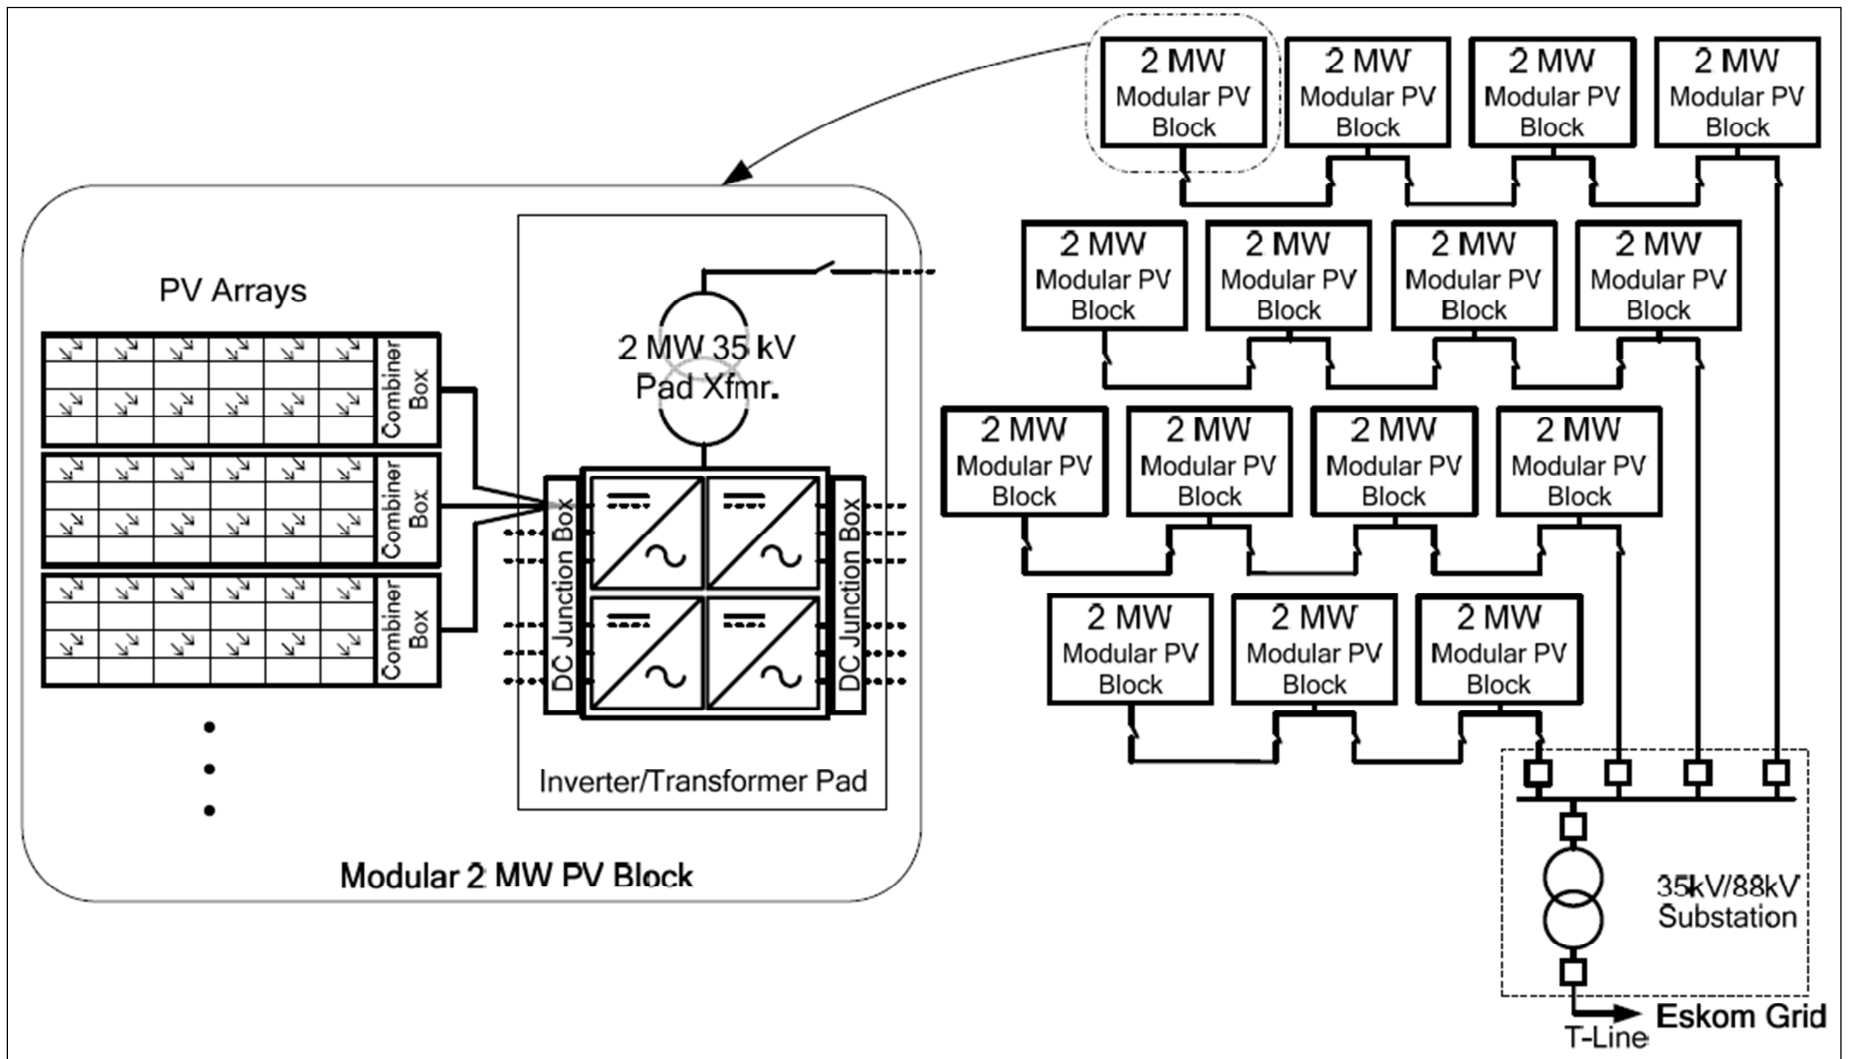 2 MW
Modular PV
Block
2 MW
Modular PV
Block
2 MW
Modular PV
Block
2 MW
Modular PV
Block
2 MW
Modular PV
Block
2 MW
Modular PV
Block
2 MW
Modular PV
Block
2 MW
Modular PV
Block
2 MW
Modular PV
Block
2 MW
Modular PV
Block
2 MW
Modular PV
Block
2 MW
Modular PV
Block
2 MW
Modular PV
Block
2 MW
Modular PV
Block
2 MW
Modular PV
Block
PV Arrays
Combiner
Box
Combiner
Box
Combiner
Box
2 MW 35 kV
Pad Xfmr.
DC Junction Box
DC Junction Box
Inverter/Transformer Pad
Modular 2 MW PV Block
35kV/88kV
Substation
Eskom Grid
T-Line